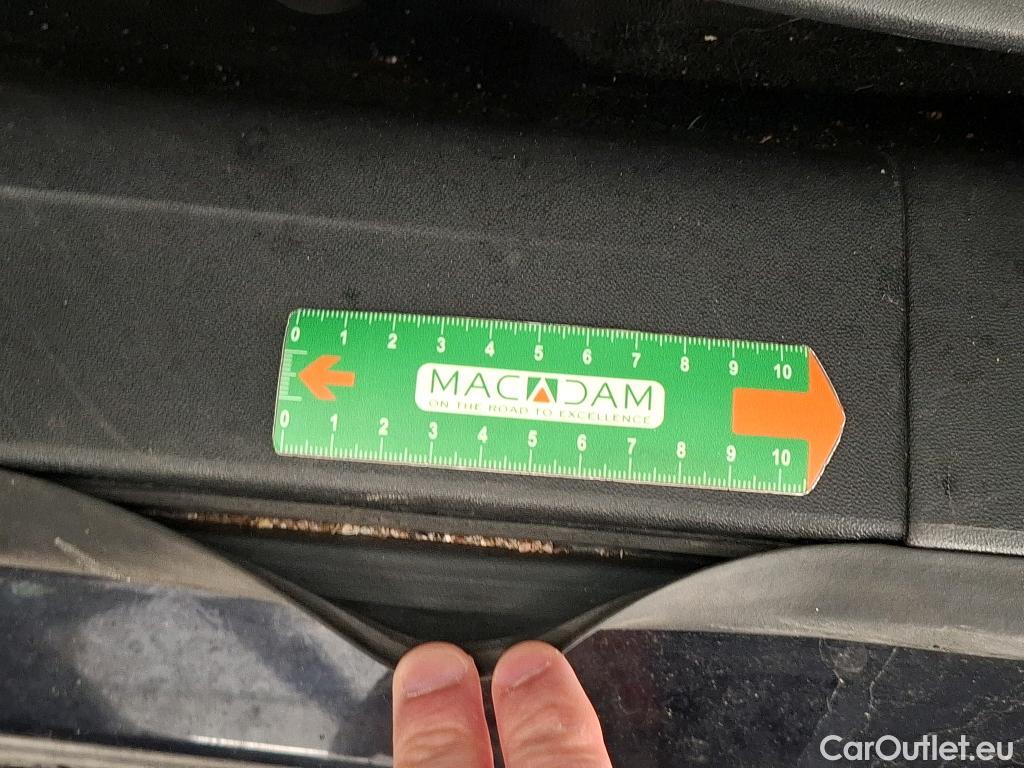 0 1 2 3 4 5 6 7 8 9 10
MACADAM
ON THE ROAD TO EXCELLENCE
0 1 2 3 4 5 6 7 8 9 10
CarOutlet.eu